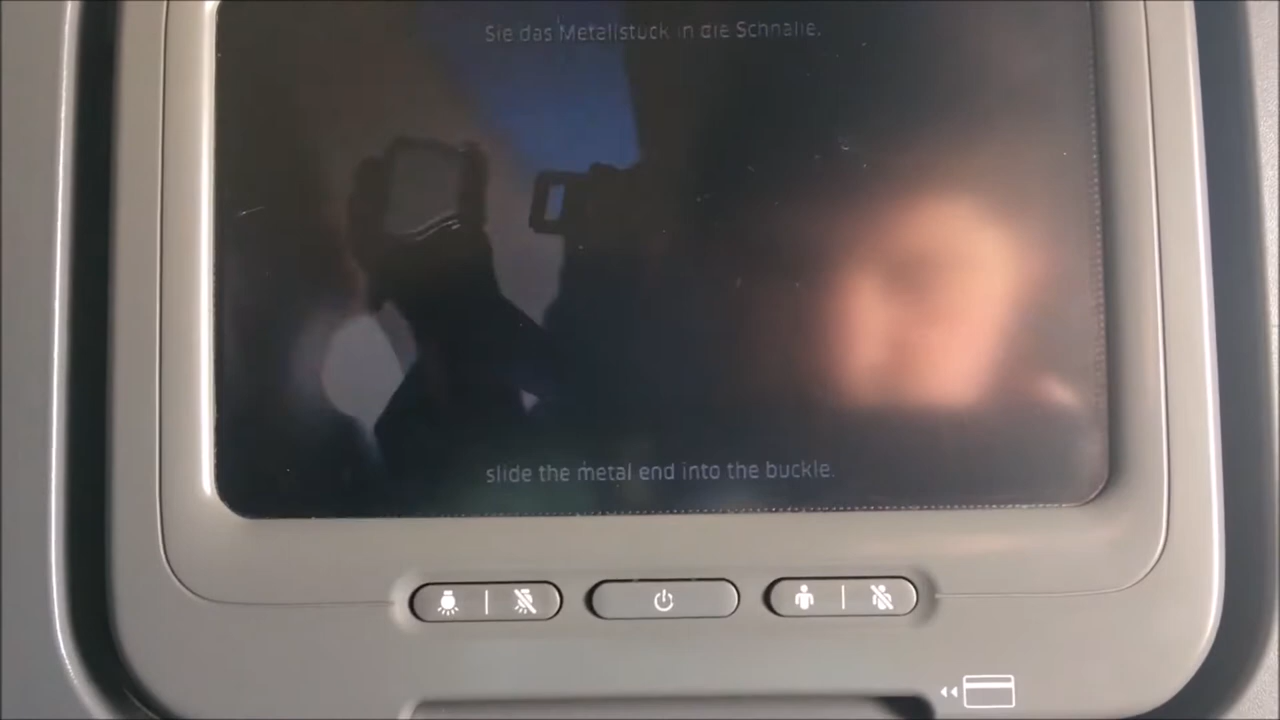 Sie das Metallstück in die Schnalle.
slide the metal end into the buckle.